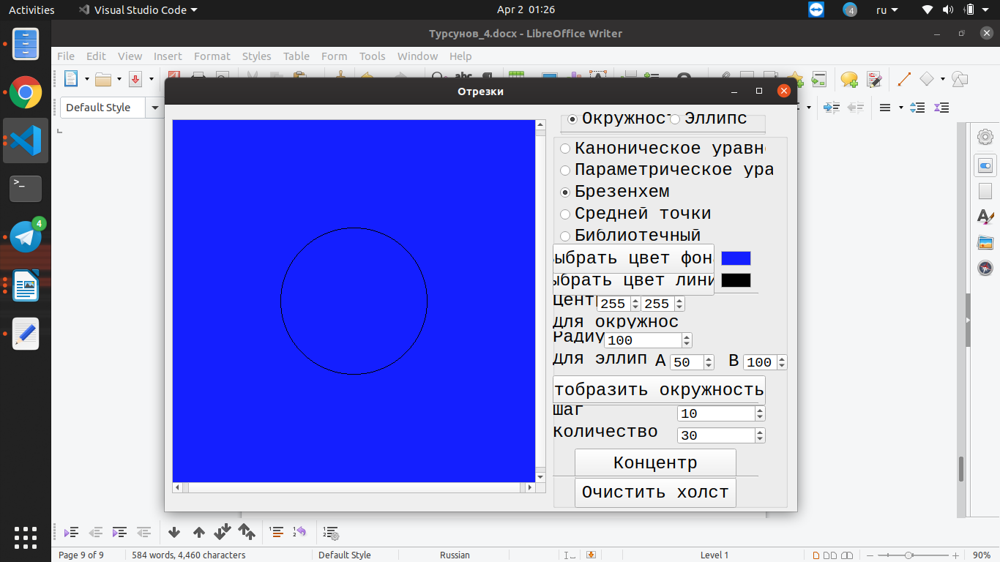 Activities Visual Studio Code Apr 2 01:26 4 ru
Турсунов_4.docx - LibreOffice Writer
File Edit View Insert Format Styles Table Form Tools Window Help
Default Style
Отрезки
Окружност Эллипс
Каноническое уравн
Параметрическое ура
Брезенхем
Средней точки
Библиотечный
ыбрать цвет фон
ыбрать цвет лини
Центр 255 255
Для окружнос
Радиу 100
Для эллип A 50 B 100
тобразить окружность
Шаг 10
Количество 30
Концентр
Очистить холст
4
Page 9 of 9 584 words, 4,460 characters Default Style Russian Level 1 90%